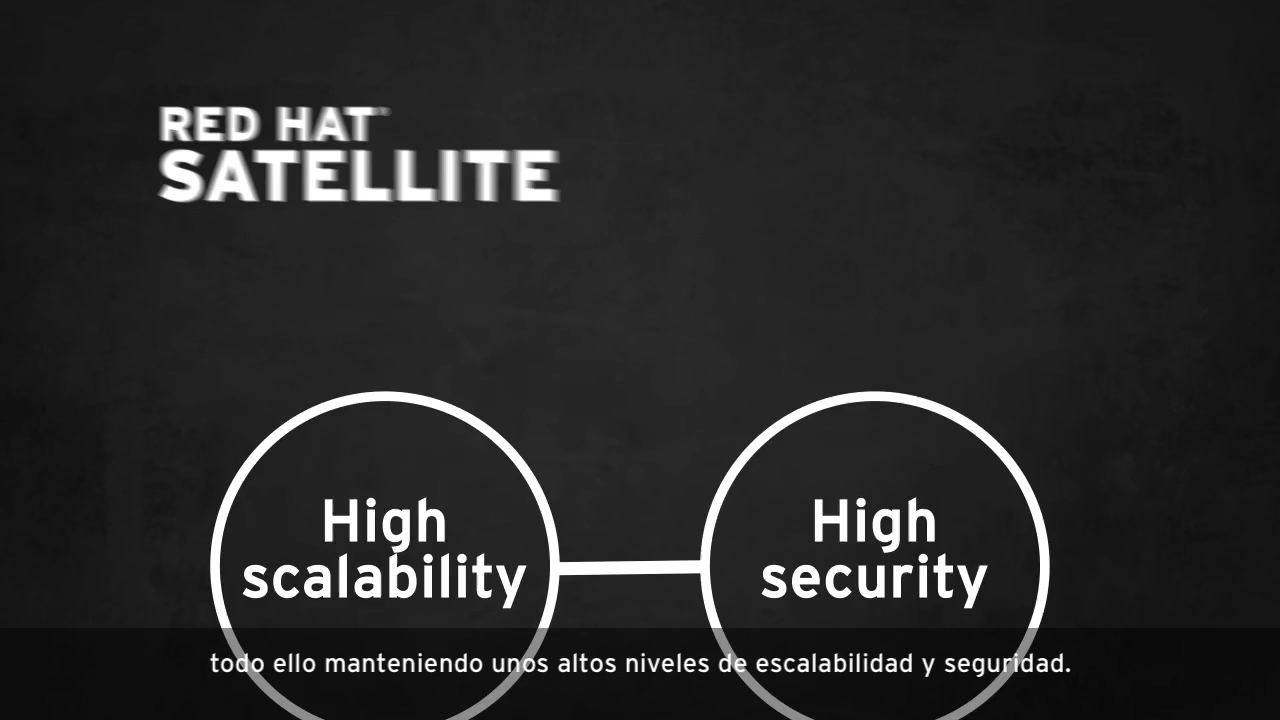 RED HAT
SATELLITE
High
scalability
High
security
todo ello manteniendo unos altos niveles de escalabilidad y seguridad.